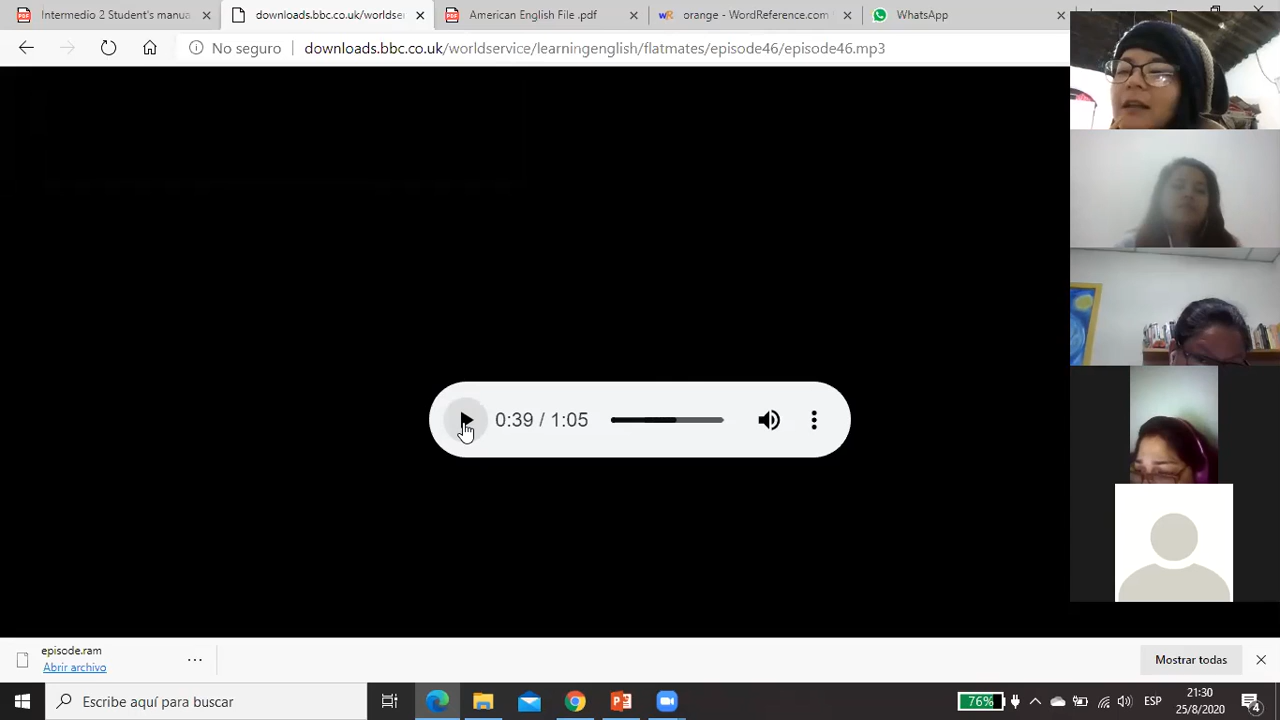 Intermedio 2 Student's manua
downloads.bbc.co.uk/worldser
American English File .pdf
orange - WordReference.com
WhatsApp
No seguro
downloads.bbc.co.uk/worldservice/learningenglish/flatmates/episode46/episode46.mp3
0:39 / 1:05
episode.ram
Abrir archivo
Mostrar todas
Escribe aquí para buscar
76%
ESP
21:30
25/8/2020
4